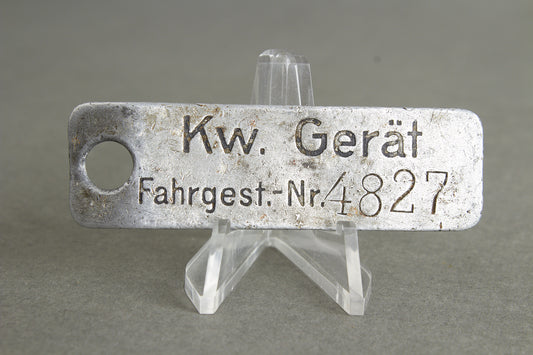 Kw. Gerät
Fahrgest.-Nr. 4827